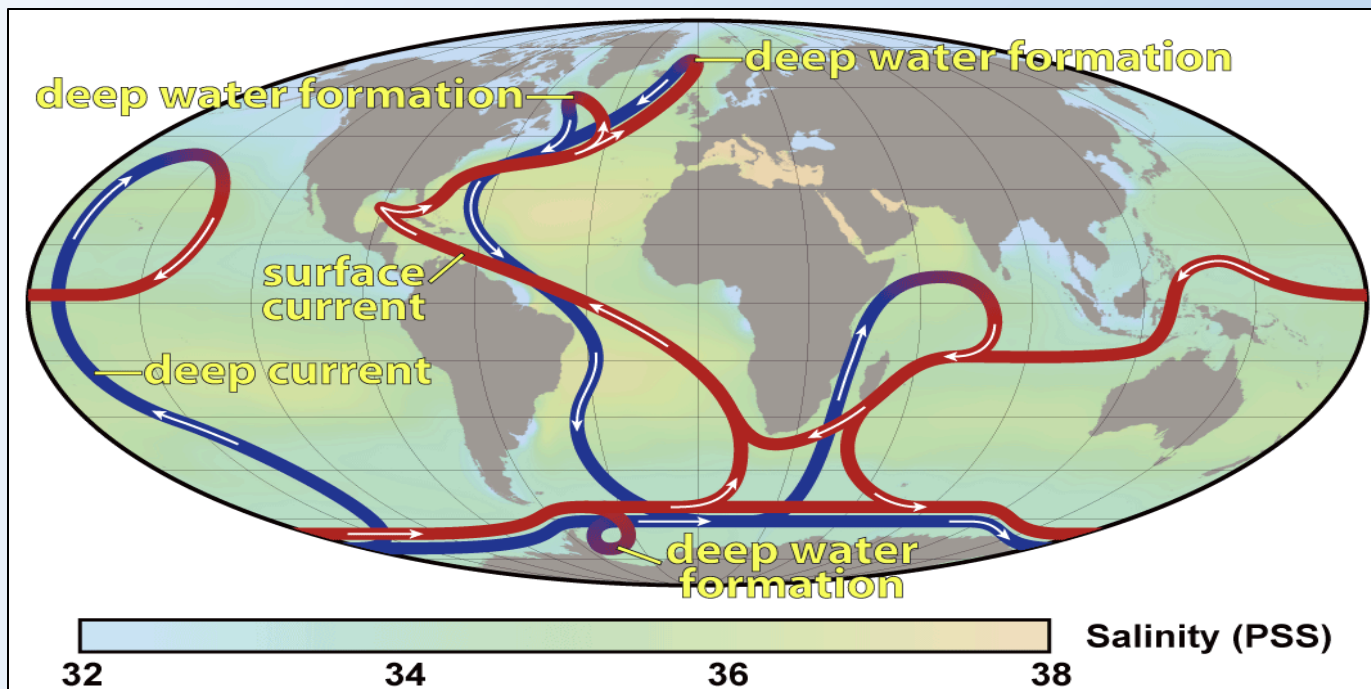 deep water formation
deep water formation
surface
current
deep current
deep water
formation
Salinity (PSS)
32 34 36 38